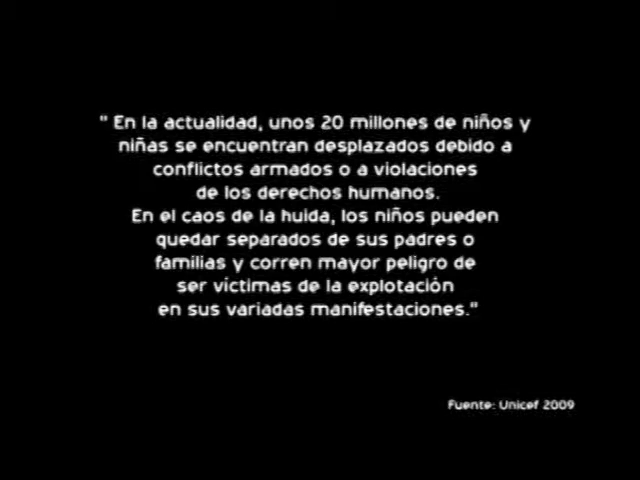 " En la actualidad, unos 20 millones de niños y
niñas se encuentran desplazados debido a
conflictos armados o a violaciones
de los derechos humanos.
En el caos de la huida, los niños pueden
quedar separados de sus padres o
familias y corren mayor peligro de
ser víctimas de la explotación
en sus variadas manifestaciones."
Fuente: Unicef 2009